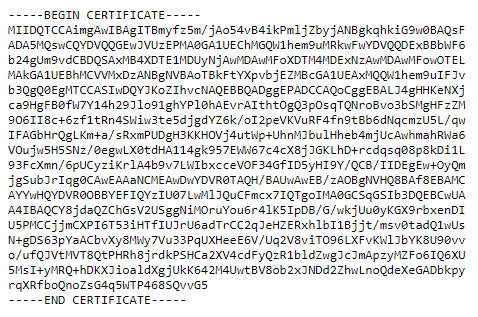 -----BEGIN CERTIFICATE-----
MIIDQTCCAimgAwIBAgITBmyfz5m/jAo54vB4ikPmljZbyjANBgkqhkiG9w0BAQsF
ADA5MQswCQYDVQQGEwJVUzEPMA0GA1UEChMGQW1hem9uMRkwFwYDVQQDExBBbWF6
b24gUm9vdCBDQSAxMB4XDTE1MDUyNjAwMDAwMFoXDTM4MDExNzAwMDAwMFowOTEL
MAkGA1UEBhMCVVMxDzANBgNVBAoTBkFtYXpvbjEZMBcGA1UEAxMQQW1hem9uIFJv
b3QgQ0EgMTCCASIwDQYJKoZIhvcNAQEBBQADggEPADCCAQoCggEBALJ4gHHKeNXj
ca9HgFB0fW7Y14h29Jlo91ghYPl0hAEvrAIthtOgQ3pOsqTQNroBvo3bSMgHFzZM
9O6II8c+6zf1tRn4SWiw3te5djgdYZ6k/oI2peVKVuRF4fn9tBb6dNqcmzU5L/qw
IFAGbHrQgLKm+a/sRxmPUDgH3KKHOVj4utWp+UhnMJbulHheb4mjUcAwhmahRWa6
VOujw5H5SNz/0egwLX0tdHA114gk957EWW67c4cX8jJGKLhD+rcdqsq08p8kDi1L
93FcXmn/6pUCyziKrlA4b9v7LWIbxcceVOF34GfID5yHI9Y/QCB/IIDEgEw+OyQm
jgSubJrIqg0CAwEAAaNCMEAwDwYDVR0TAQH/BAUwAwEB/zAOBgNVHQ8BAf8EBAMC
AYYwHQYDVR0OBBYEFIQYzIU07LwMlJQuCFmcx7IQTgoIMA0GCSqGSIb3DQEBCwUA
A4IBAQCY8jdaQZChGsV2USggNiMOruYou6r4lK5IpDB/G/wkjUu0yKGX9rbxenDI
U5PMCCjjmCXPI6T53iHTfIUJrU6adTrCC2qJeHZERxhlbI1Bjjt/msv0tadQ1wUs
N+gDS63pYaACbvXy8MWy7Vu33PqUXHeeE6V/Uq2V8viTO96LXFvKWlJbYK8U90vv
o/ufQJVtMVT8QtPHRh8jrdkPSHCa2XV4cdFyQzR1bldZwgJcJmApzyMZFo6IQ6XU
5MsI+yMRQ+hDKXJioaldXgjUkK642M4UwtBV8ob2xJNDd2ZhwLnoQdeXeGADbkpy
rqXRfboQnoZsG4q5WTP468SQvvG5
-----END CERTIFICATE-----